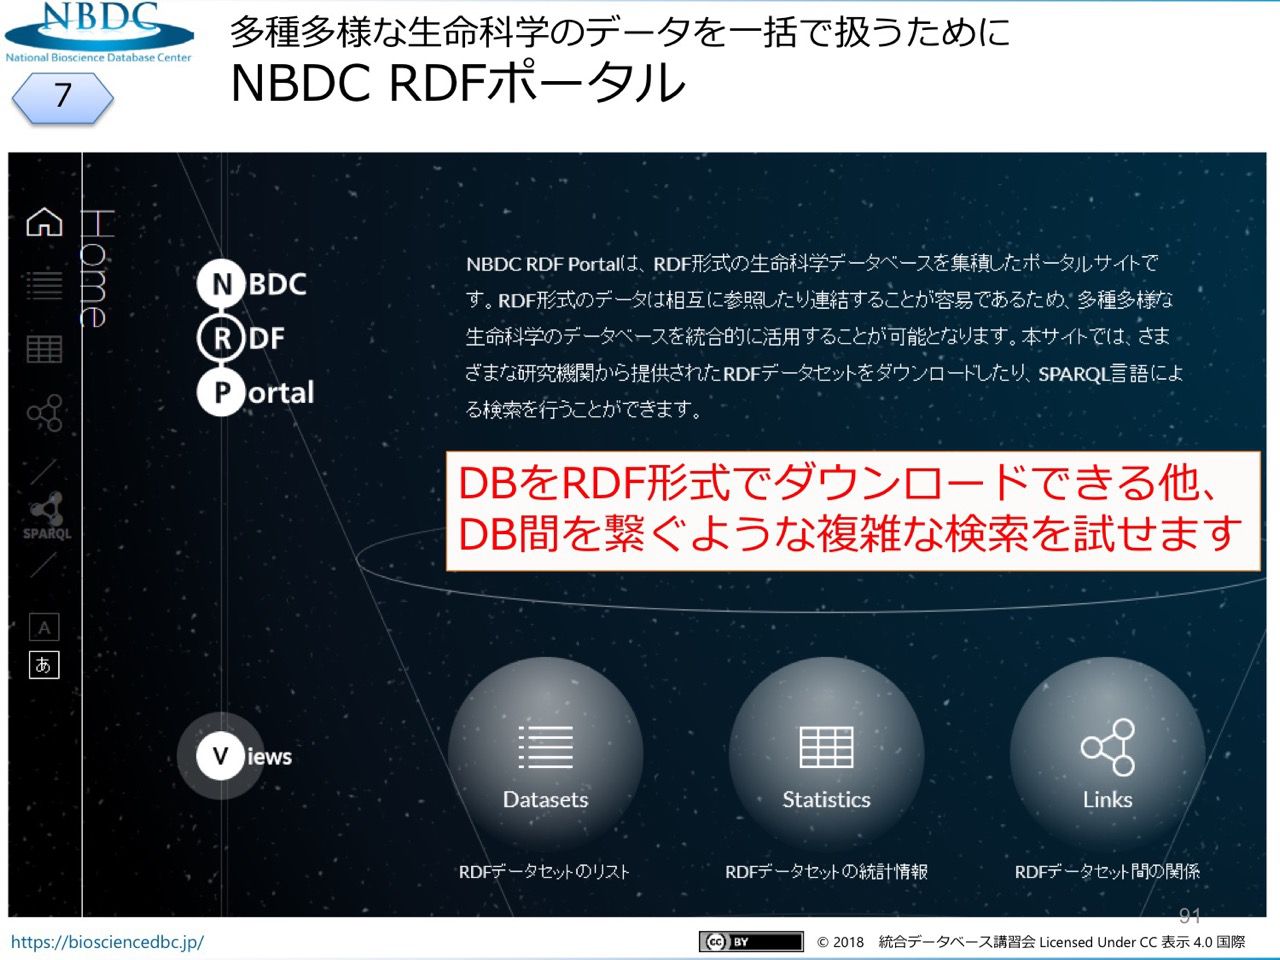 NBDC
National Bioscience Database Center
7
多種多様な生命科学のデータを一括で扱うために
NBDC RDFポータル
Home
SPARQL
A
あ
NBDC
RDF
Portal
Views
NBDC RDF Portalは、RDF形式の生命科学データベースを集積したポータルサイトで
す。RDF形式のデータは相互に参照したり連結することが容易であるため、多種多様な
生命科学のデータベースを統合的に活用することが可能となります。本サイトでは、さま
ざまな研究機関から提供されたRDFデータセットをダウンロードしたり、SPARQL言語によ
る検索を行うことができます。
DBをRDF形式でダウンロードできる他、
DB間を繋ぐような複雑な検索を試せます
Datasets
Statistics
Links
RDFデータセットのリスト
RDFデータセットの統計情報
RDFデータセット間の関係
91
https://biosciencedbc.jp/
cc BY
© 2018 統合データベース講習会 Licensed Under CC 表示 4.0 国際